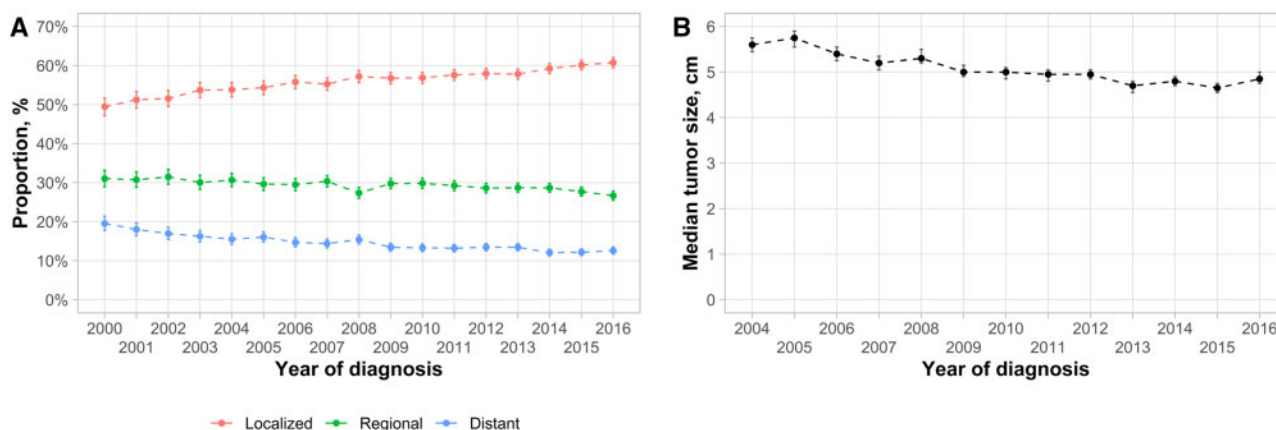 A
Proportion, %
70%
60%
50%
40%
30%
20%
10%
0%
2000 2002 2004 2006 2008 2010 2012 2014 2016
2001 2003 2005 2007 2009 2011 2013 2015
Year of diagnosis
B
Median tumor size, cm
6
5
4
3
2
1
0
2004 2006 2008 2010 2012 2014 2016
2005 2007 2009 2011 2013 2015
Year of diagnosis
Localized Regional Distant